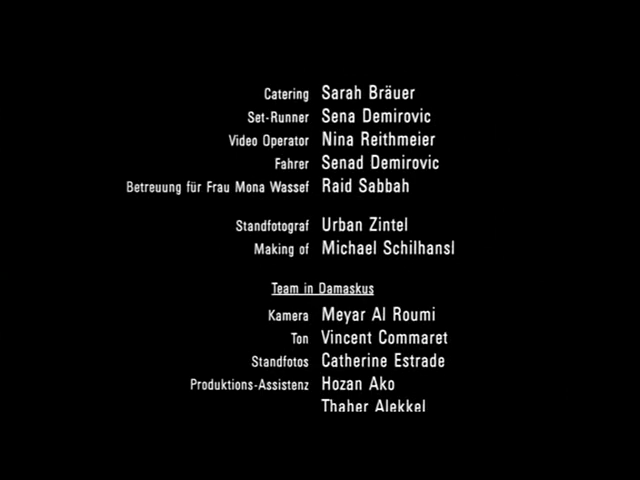 Catering Sarah Bräuer
Set-Runner Sena Demirovic
Video Operator Nina Reithmeier
Fahrer Senad Demirovic
Betreuung für Frau Mona Wassef Raid Sabbah
Standfotograf Urban Zintel
Making of Michael Schilhansl
Team in Damaskus
Kamera Meyar Al Roumi
Ton Vincent Commaret
Standfotos Catherine Estrade
Produktions-Assistenz Hozan Ako
Thaher Alekkel